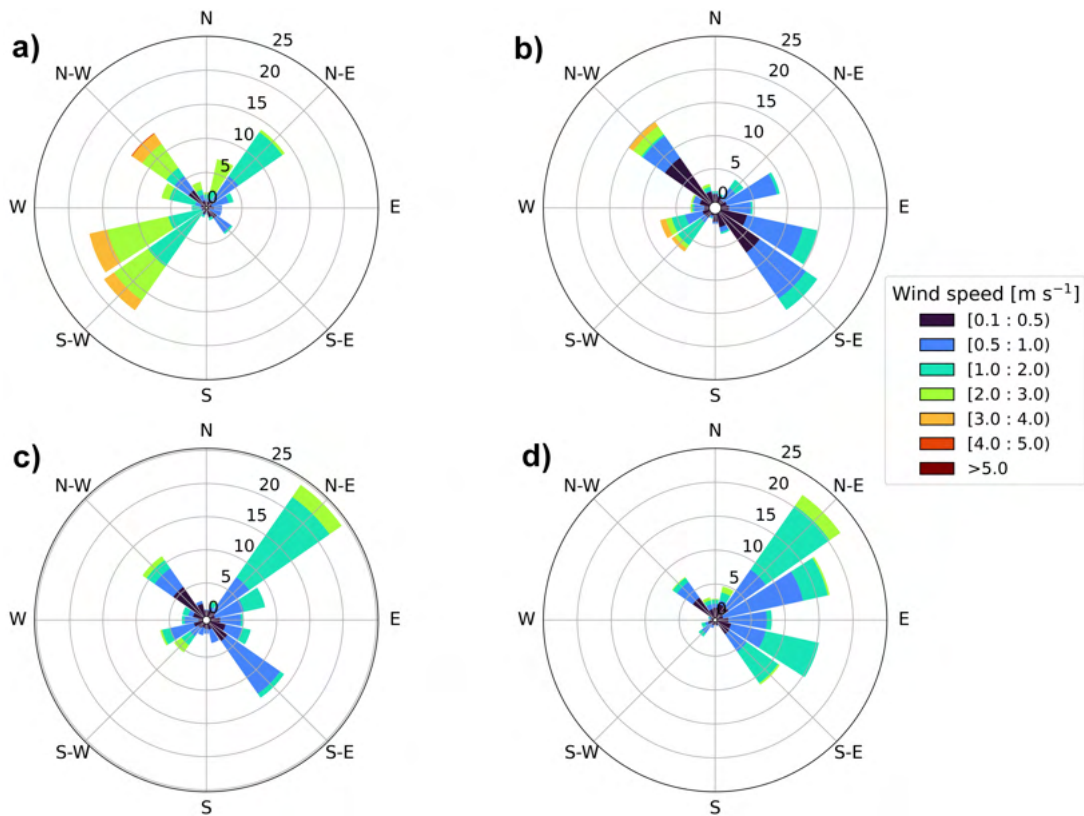 a)
N
N-E
E
S-E
S
S-W
W
N-W
0
5
10
15
20
25
b)
N
N-E
E
S-E
S
S-W
W
N-W
0
5
10
15
20
25
Wind speed [m s⁻¹]
[0.1 : 0.5)
[0.5 : 1.0)
[1.0 : 2.0)
[2.0 : 3.0)
[3.0 : 4.0)
[4.0 : 5.0)
>5.0
c)
N
N-E
E
S-E
S
S-W
W
N-W
0
5
10
15
20
25
d)
N
N-E
E
S-E
S
S-W
W
N-W
0
5
10
15
20
25